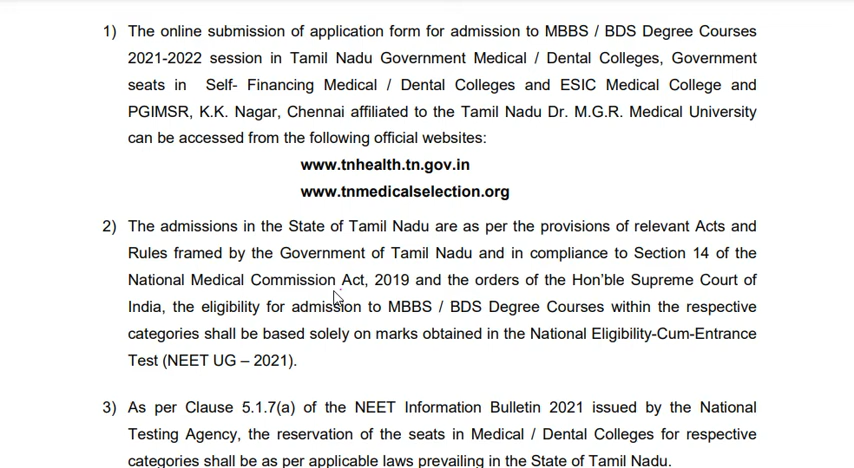 1) The online submission of application form for admission to MBBS / BDS Degree Courses
2021-2022 session in Tamil Nadu Government Medical / Dental Colleges, Government
seats in Self- Financing Medical / Dental Colleges and ESIC Medical College and
PGIMSR, K.K. Nagar, Chennai affiliated to the Tamil Nadu Dr. M.G.R. Medical University
can be accessed from the following official websites:
www.tnhealth.tn.gov.in
www.tnmedicalselection.org
2) The admissions in the State of Tamil Nadu are as per the provisions of relevant Acts and
Rules framed by the Government of Tamil Nadu and in compliance to Section 14 of the
National Medical Commission Act, 2019 and the orders of the Hon'ble Supreme Court of
India, the eligibility for admission to MBBS / BDS Degree Courses within the respective
categories shall be based solely on marks obtained in the National Eligibility-Cum-Entrance
Test (NEET UG – 2021).
3) As per Clause 5.1.7(a) of the NEET Information Bulletin 2021 issued by the National
Testing Agency, the reservation of the seats in Medical / Dental Colleges for respective
categories shall be as per applicable laws prevailing in the State of Tamil Nadu.